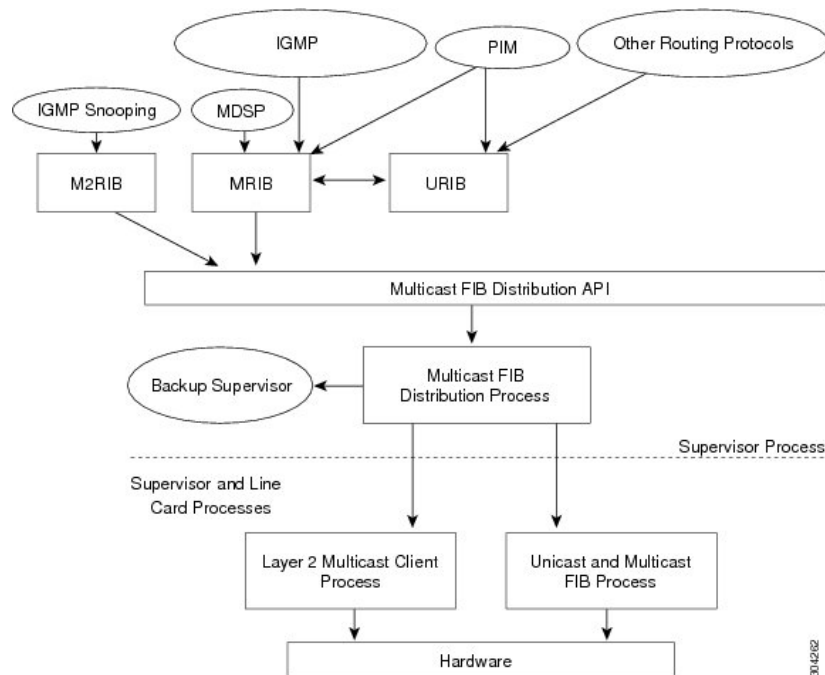 IGMP
PIM
Other Routing Protocols
IGMP Snooping
MDSP
M2RIB
MRIB
URIB
Multicast FIB Distribution API
Backup Supervisor
Multicast FIB
Distribution Process
Supervisor Process
Supervisor and Line
Card Processes
Layer 2 Multicast Client
Process
Unicast and Multicast
FIB Process
Hardware
304262